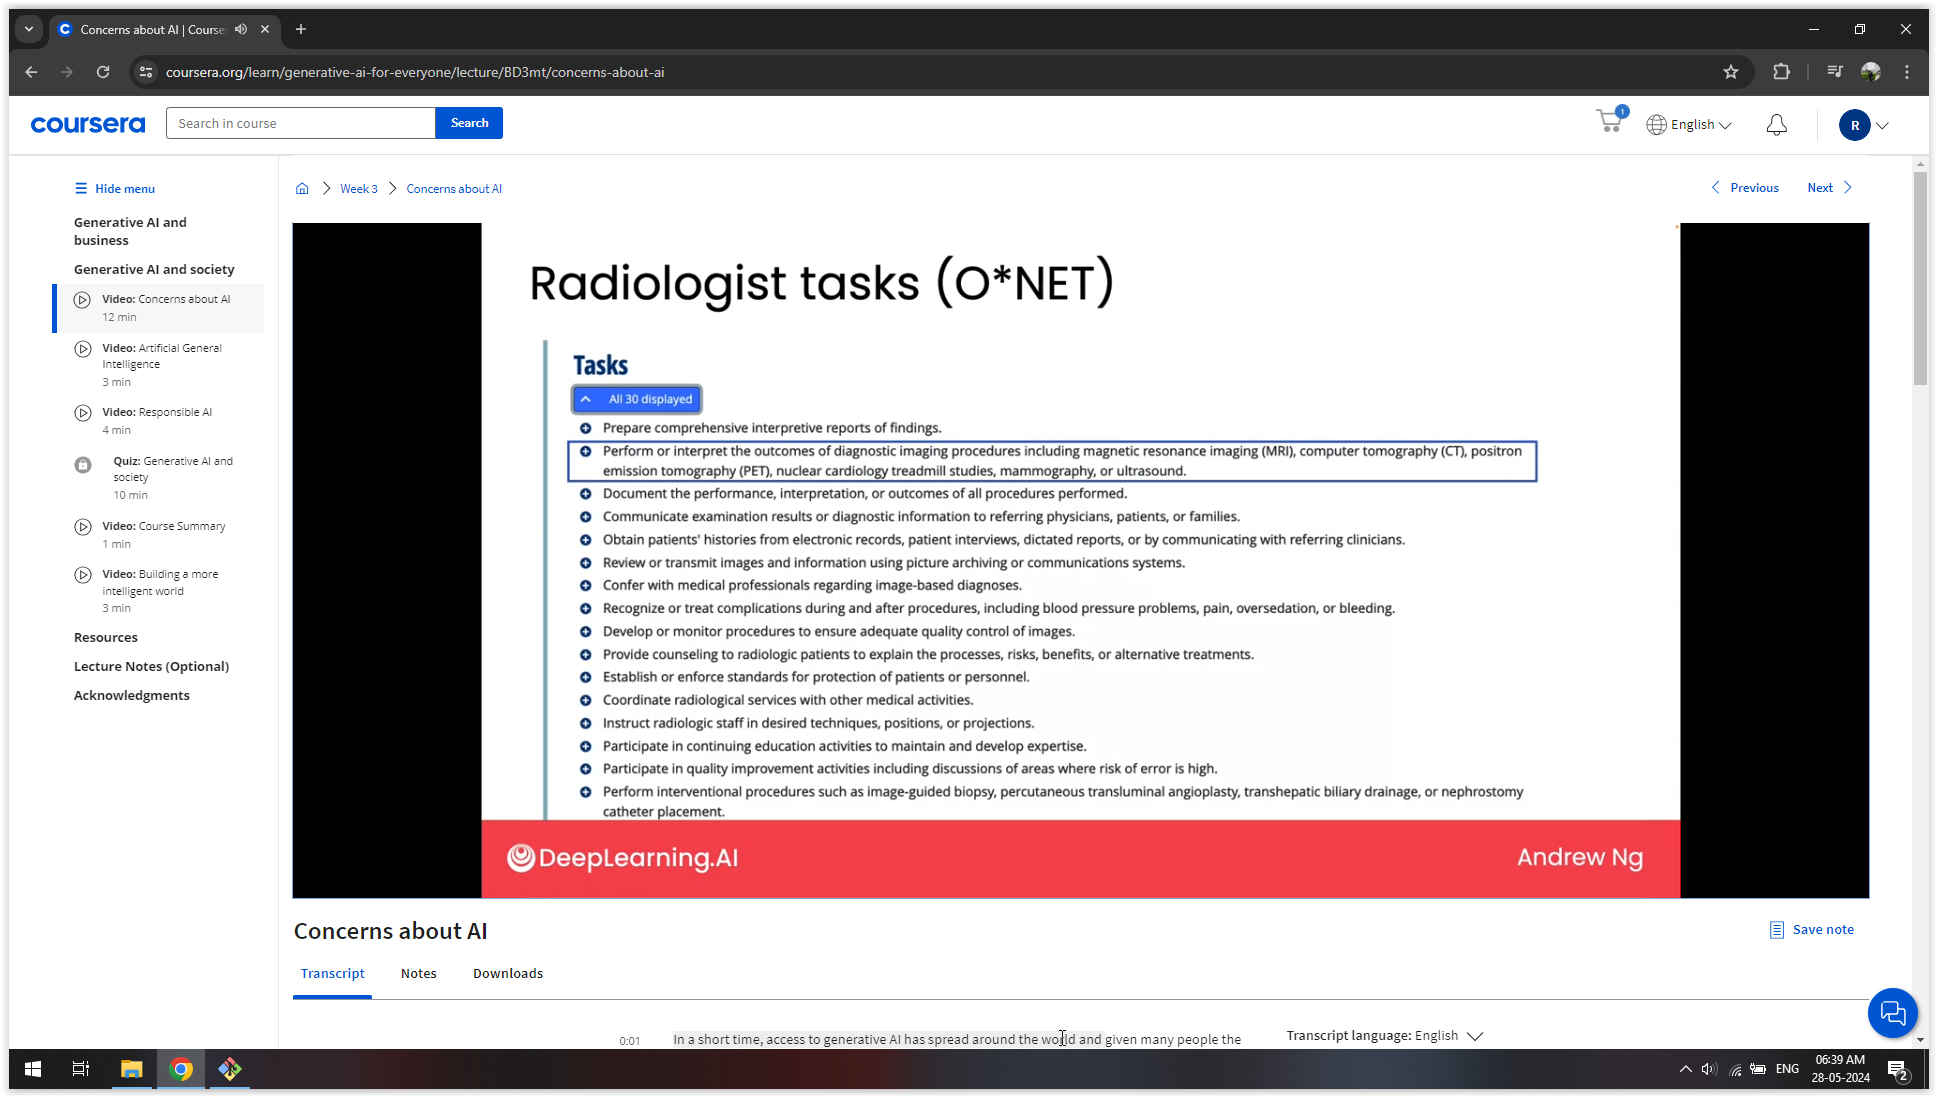 Concerns about AI | Course
coursera.org/learn/generative-ai-for-everyone/lecture/BD3mt/concerns-about-ai
coursera
Search in course
Search
1
English
R
Hide menu
Week 3
Concerns about AI
Previous
Next
Generative AI and
business
Generative AI and society
Video: Concerns about AI
12 min
Video: Artificial General
Intelligence
3 min
Video: Responsible AI
4 min
Quiz: Generative AI and
society
10 min
Video: Course Summary
1 min
Video: Building a more
intelligent world
3 min
Resources
Lecture Notes (Optional)
Acknowledgments
Radiologist tasks (O*NET)
Tasks
All 30 displayed
Prepare comprehensive interpretive reports of findings.
Perform or interpret the outcomes of diagnostic imaging procedures including magnetic resonance imaging (MRI), computer tomography (CT), positron
emission tomography (PET), nuclear cardiology treadmill studies, mammography, or ultrasound.
Document the performance, interpretation, or outcomes of all procedures performed.
Communicate examination results or diagnostic information to referring physicians, patients, or families.
Obtain patients' histories from electronic records, patient interviews, dictated reports, or by communicating with referring clinicians.
Review or transmit images and information using picture archiving or communications systems.
Confer with medical professionals regarding image-based diagnoses.
Recognize or treat complications during and after procedures, including blood pressure problems, pain, oversedation, or bleeding.
Develop or monitor procedures to ensure adequate quality control of images.
Provide counseling to radiologic patients to explain the processes, risks, benefits, or alternative treatments.
Establish or enforce standards for protection of patients or personnel.
Coordinate radiological services with other medical activities.
Instruct radiologic staff in desired techniques, positions, or projections.
Participate in continuing education activities to maintain and develop expertise.
Participate in quality improvement activities including discussions of areas where risk of error is high.
Perform interventional procedures such as image-guided biopsy, percutaneous transluminal angioplasty, transhepatic biliary drainage, or nephrostomy
catheter placement.
DeepLearning.AI
Andrew Ng
Concerns about AI
Save note
Transcript
Notes
Downloads
0:01
In a short time, access to generative AI has spread around the world and given many people the
Transcript language: English
ENG
06:39 AM
28-05-2024
2